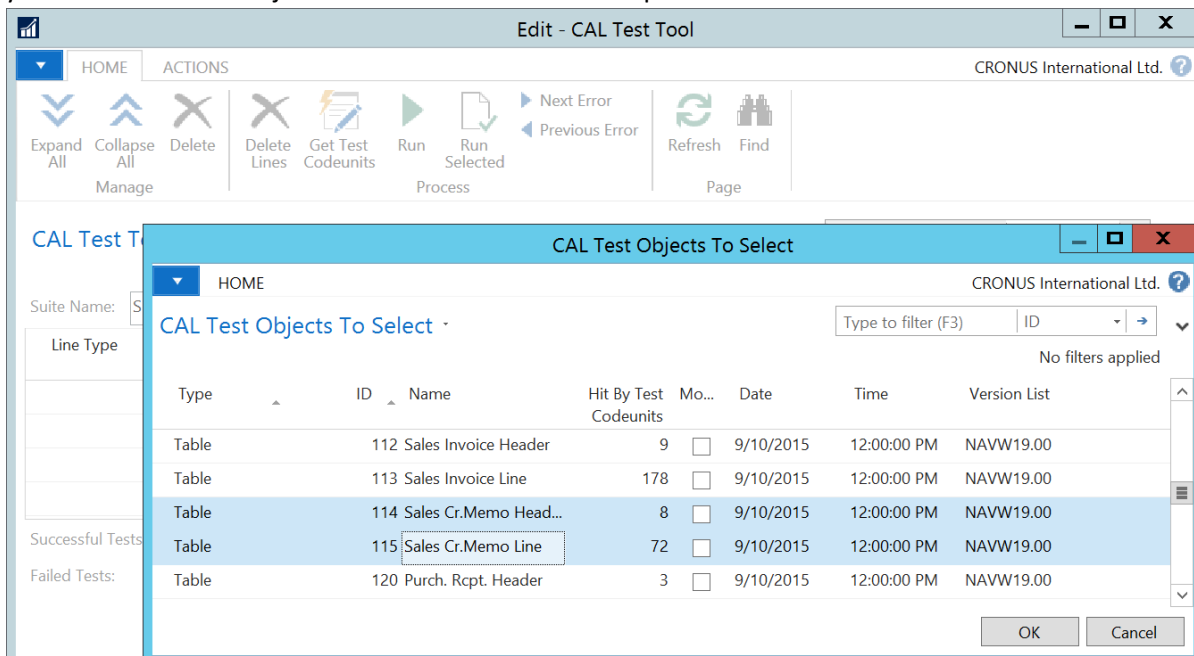 Edit - CAL Test Tool
HOME ACTIONS CRONUS International Ltd.
Expand All Collapse All Delete Delete Lines Get Test Codeunits Run Run Selected Next Error Previous Error Refresh Find
Manage Process Page
CAL Test T
CAL Test Objects To Select
HOME CRONUS International Ltd.
Suite Name: S
CAL Test Objects To Select Type to filter (F3) ID
No filters applied
Line Type
Type ID Name Hit By Test Codeunits Mo... Date Time Version List
Table 112 Sales Invoice Header 9 9/10/2015 12:00:00 PM NAVW19.00
Table 113 Sales Invoice Line 178 9/10/2015 12:00:00 PM NAVW19.00
Table 114 Sales Cr.Memo Head... 8 9/10/2015 12:00:00 PM NAVW19.00
Successful Tests
Table 115 Sales Cr.Memo Line 72 9/10/2015 12:00:00 PM NAVW19.00
Failed Tests:
Table 120 Purch. Rcpt. Header 3 9/10/2015 12:00:00 PM NAVW19.00
OK Cancel